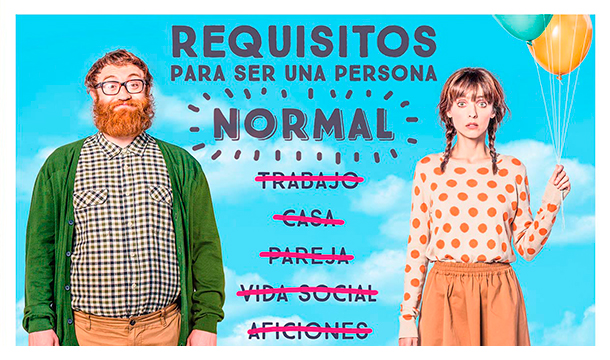 REQUISITOS
PARA SER UNA PERSONA
NORMAL
TRABAJO
CASA
PAREJA
VIDA SOCIAL
AFICIONES